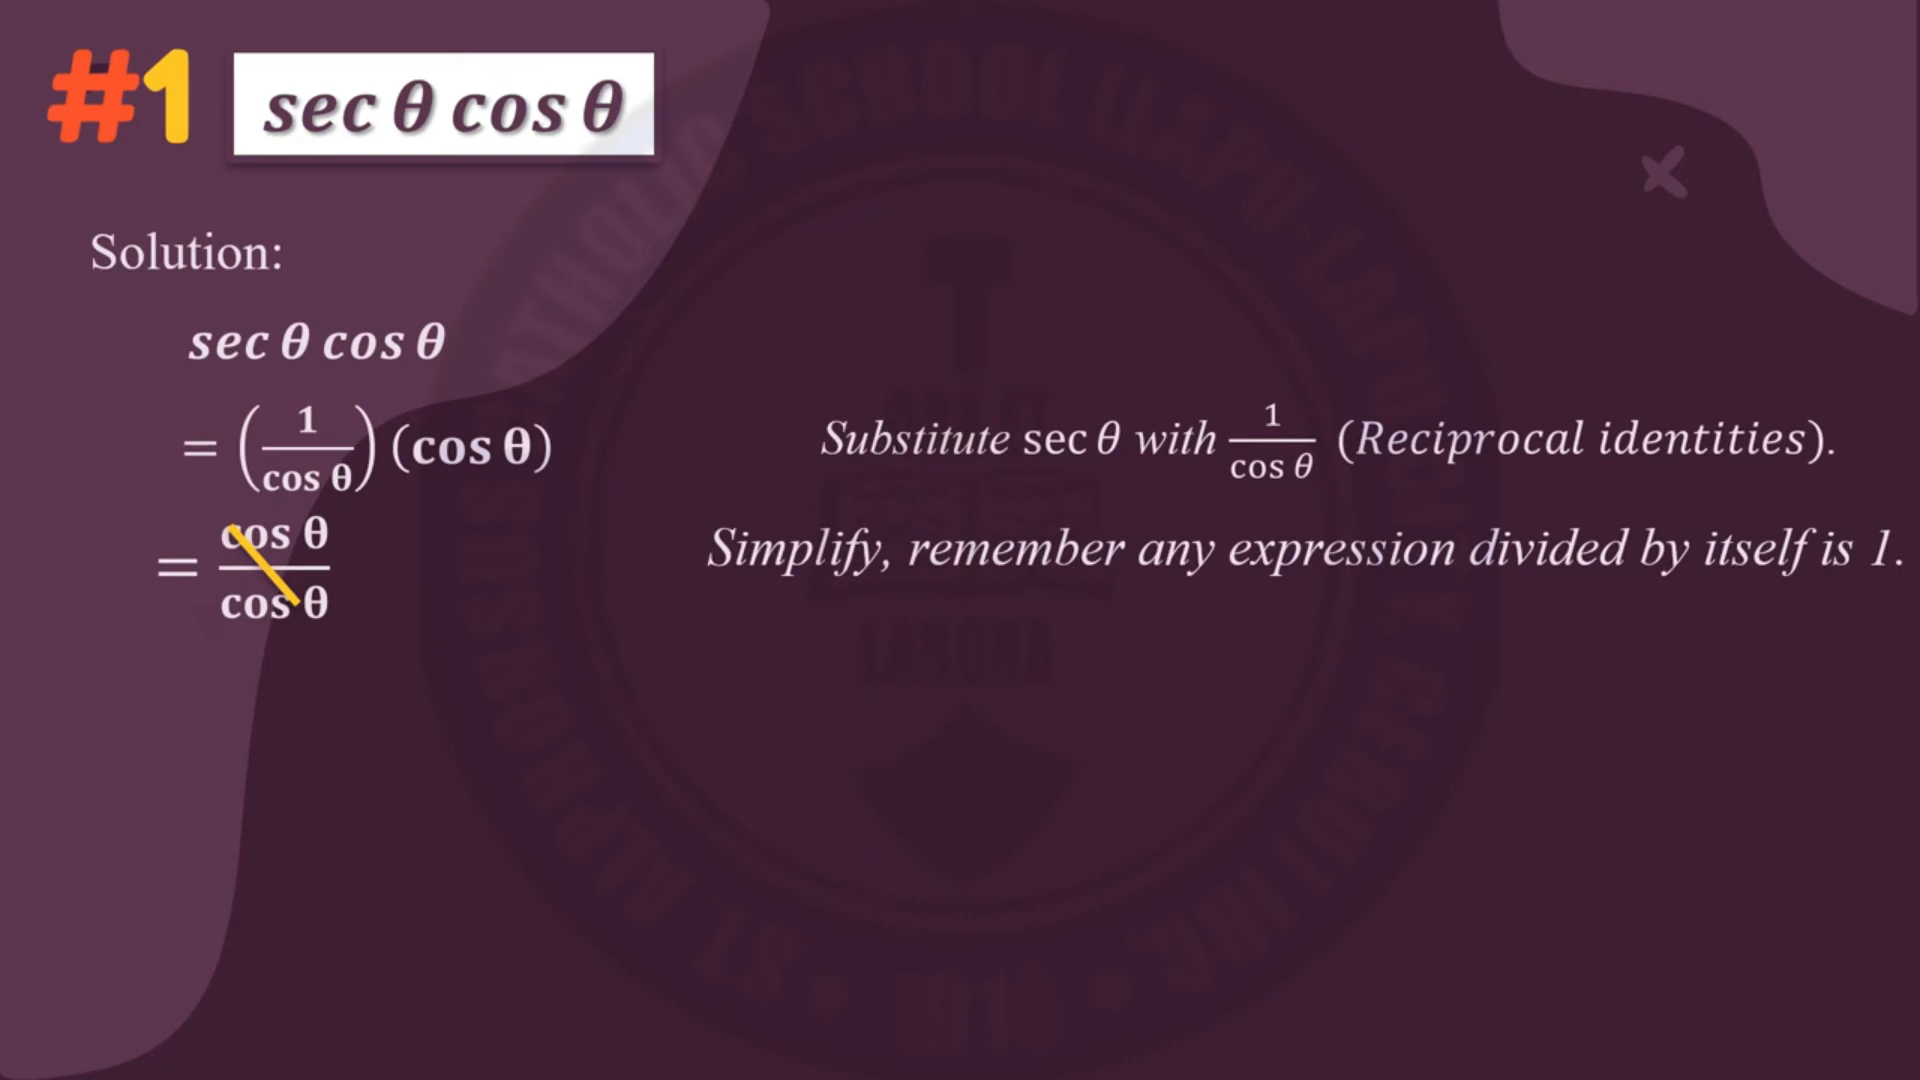 #1 sec θ cos θ
Solution:
sec θ cos θ
= (1/cos θ) (cos θ)
Substitute sec θ with 1/cos θ (Reciprocal identities).
= cos θ/cos θ
Simplify, remember any expression divided by itself is 1.